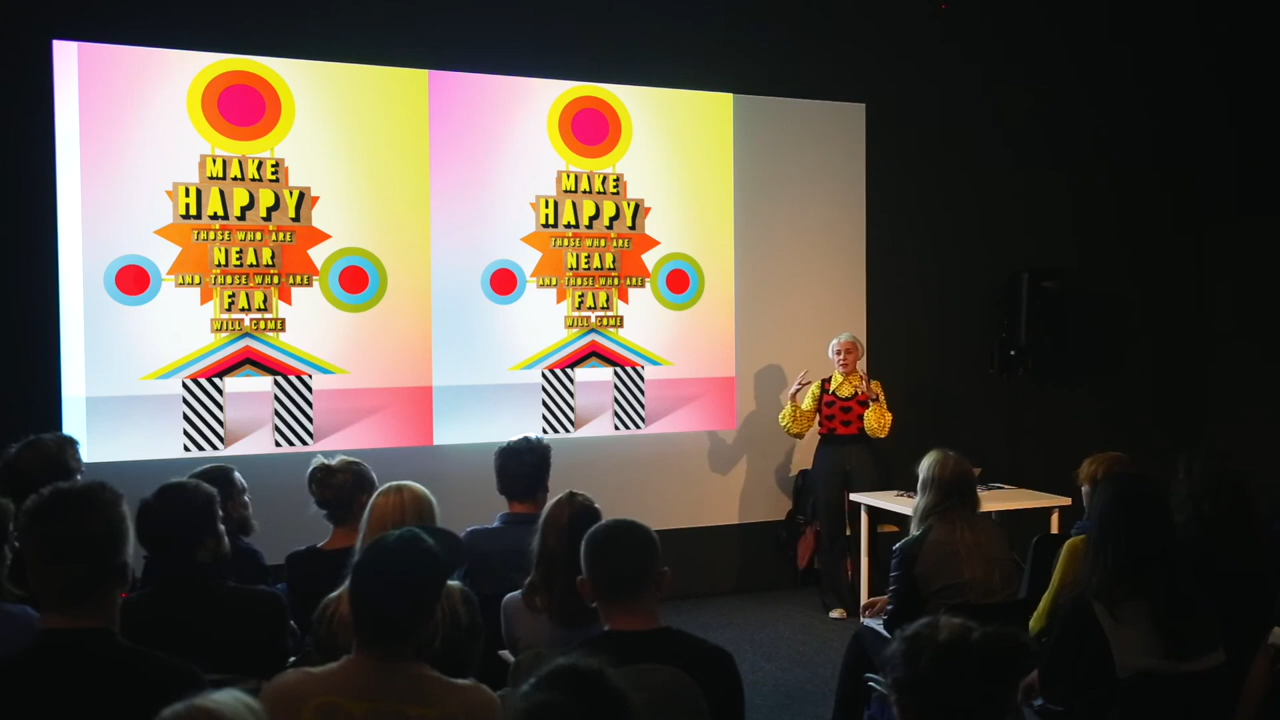 MAKE
HAPPY
THOSE WHO ARE
NEAR
AND THOSE WHO ARE
FAR
WILL COME
MAKE
HAPPY
THOSE WHO ARE
NEAR
AND THOSE WHO ARE
FAR
WILL COME